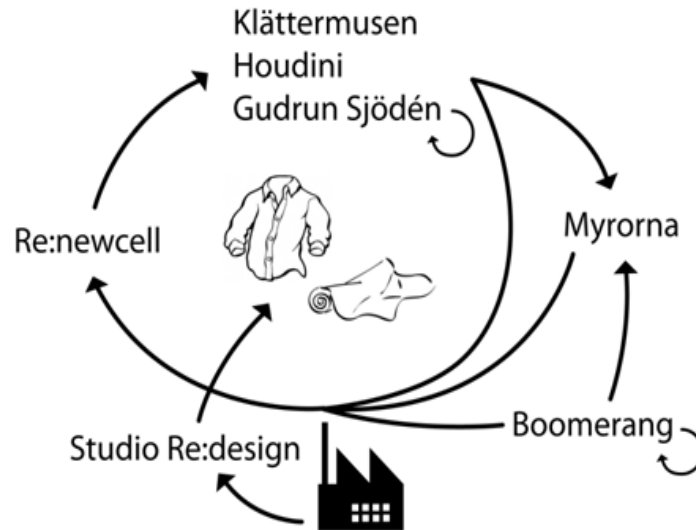 Klättermusen
Houdini
Gudrun Sjödén
Re:newcell
Myrorna
Boomerang
Studio Re:design